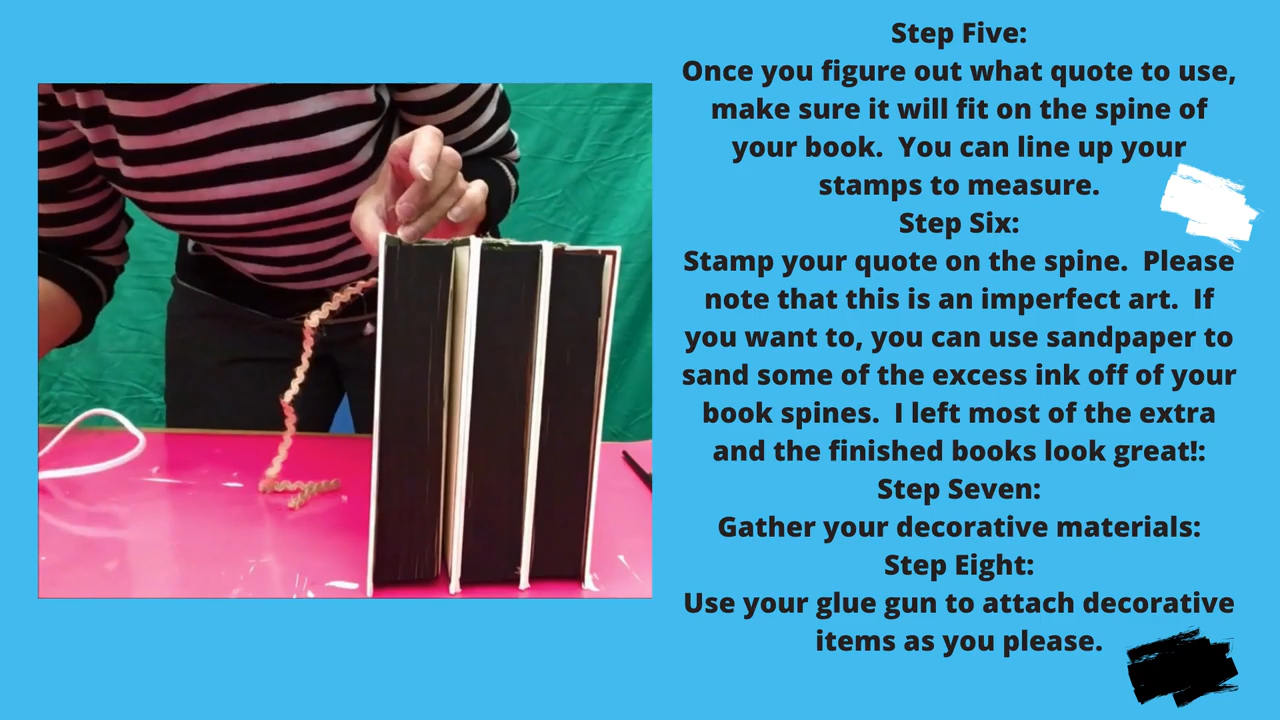 Step Five:
Once you figure out what quote to use,
make sure it will fit on the spine of
your book.  You can line up your
stamps to measure.
Step Six:
Stamp your quote on the spine.  Please
note that this is an imperfect art.  If
you want to, you can use sandpaper to
sand some of the excess ink off of your
book spines.  I left most of the extra
and the finished books look great!:
Step Seven:
Gather your decorative materials:
Step Eight:
Use your glue gun to attach decorative
items as you please.